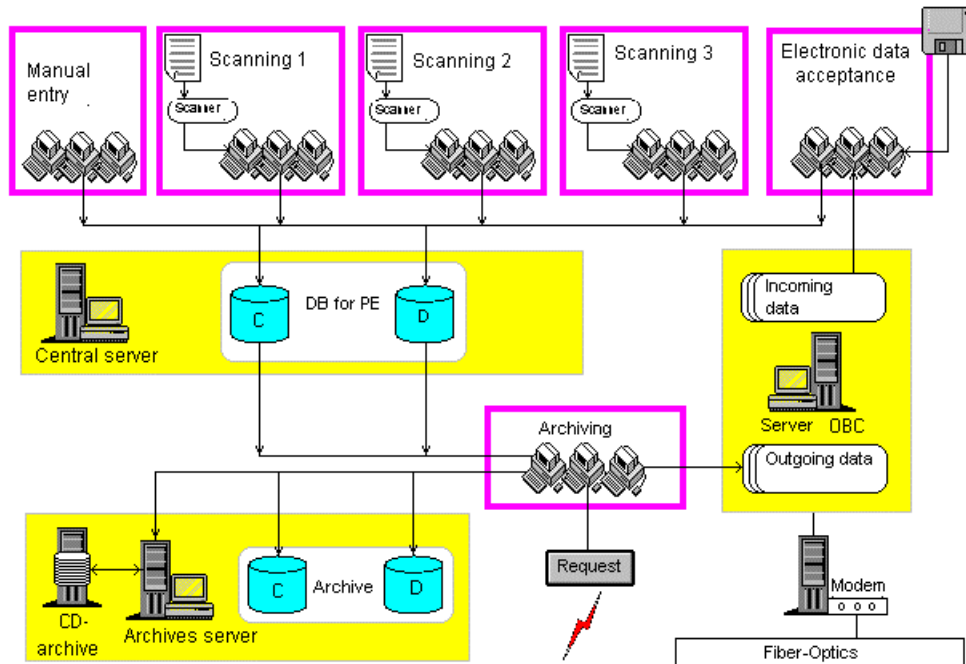 Manual
entry
Scanning 1
Scanner
Scanning 2
Scanner
Scanning 3
Scanner
Electronic data
acceptance
Central server
C
DB for PE
D
Incoming
data
Server OBC
Outgoing data
Archiving
Request
CD-
archive
Archives server
C
Archive
D
Modem
Fiber-Optics